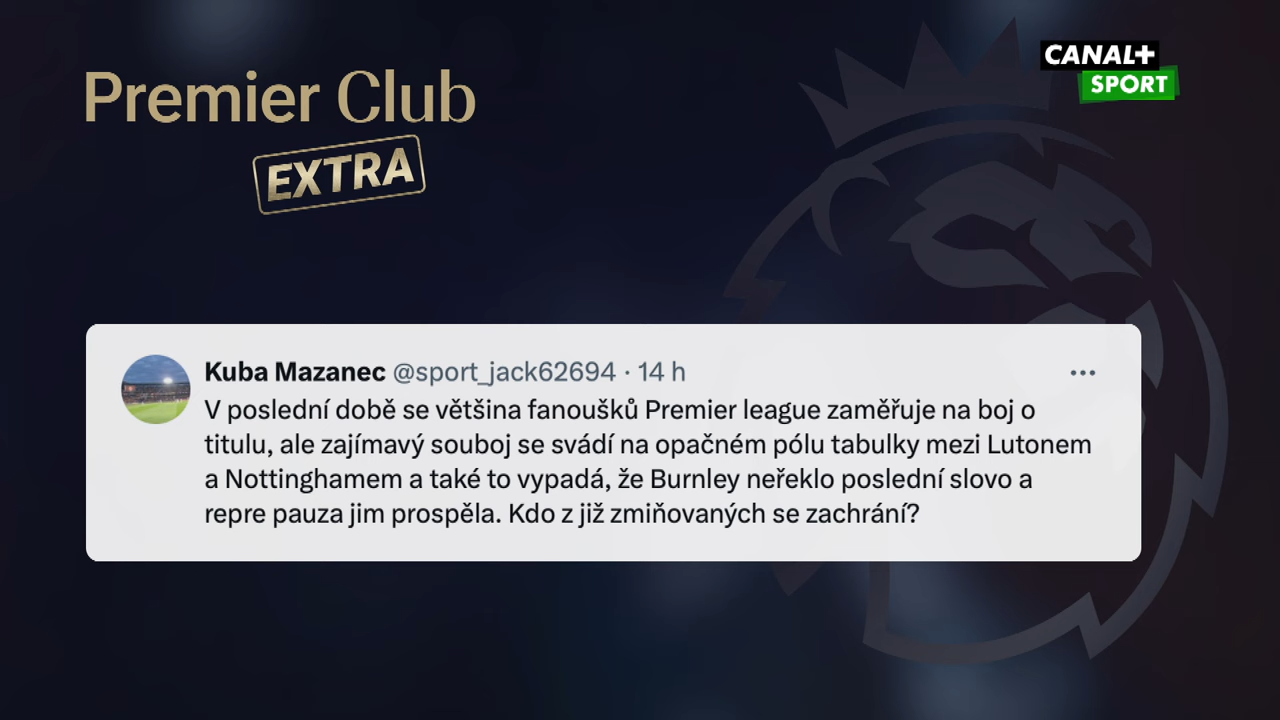 Premier Club
EXTRA
CANAL+
SPORT
Kuba Mazanec @sport_jack62694 · 14 h
V poslední době se většina fanoušků Premier league zaměřuje na boj o
titulu, ale zajímavý souboj se svádí na opačném pólu tabulky mezi Lutonem
a Nottinghamem a také to vypadá, že Burnley neřeklo poslední slovo a
repre pauza jim prospěla. Kdo z již zmiňovaných se zachrání?